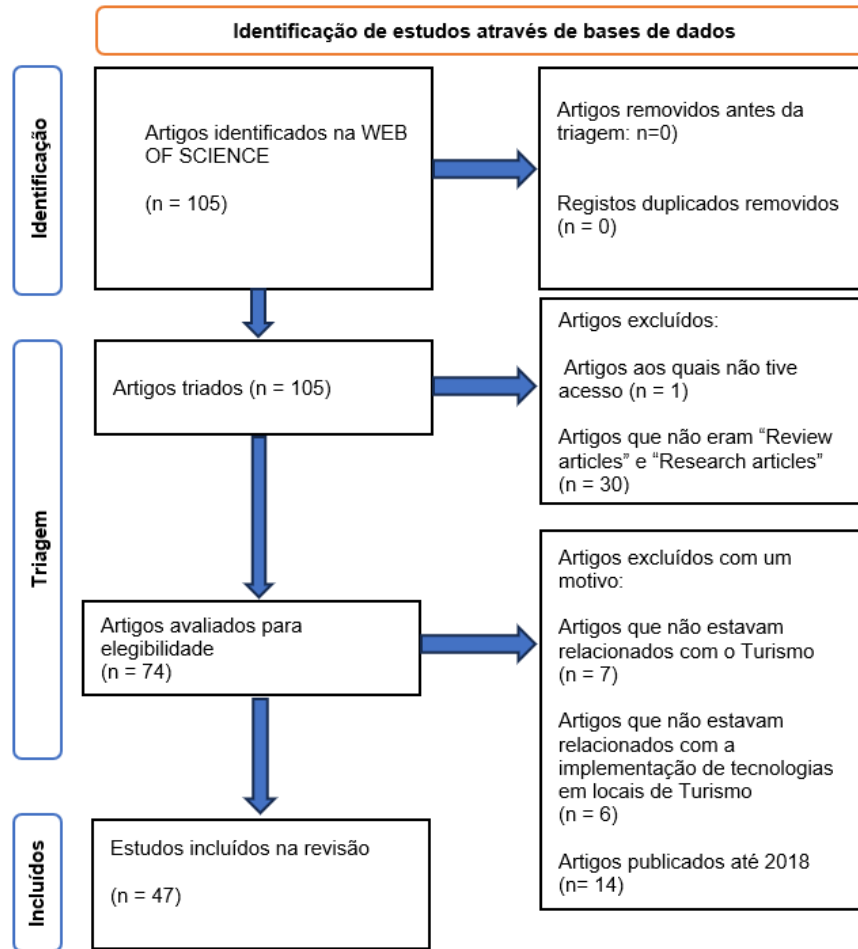 Identificação de estudos através de bases de dados
Identificação
Artigos identificados na WEB
OF SCIENCE
(n = 105)
Artigos removidos antes da
triagem: n=0)
Registos duplicados removidos
(n = 0)
Triagem
Artigos triados (n = 105)
Artigos excluídos:
Artigos aos quais não tive
acesso (n = 1)
Artigos que não eram “Review
articles” e “Research articles”
(n = 30)
Artigos avaliados para
elegibilidade
(n = 74)
Artigos excluídos com um
motivo:
Artigos que não estavam
relacionados com o Turismo
(n = 7)
Artigos que não estavam
relacionados com a
implementação de tecnologias
em locais de Turismo
(n = 6)
Artigos publicados até 2018
(n= 14)
Incluídos
Estudos incluídos na revisão
(n = 47)